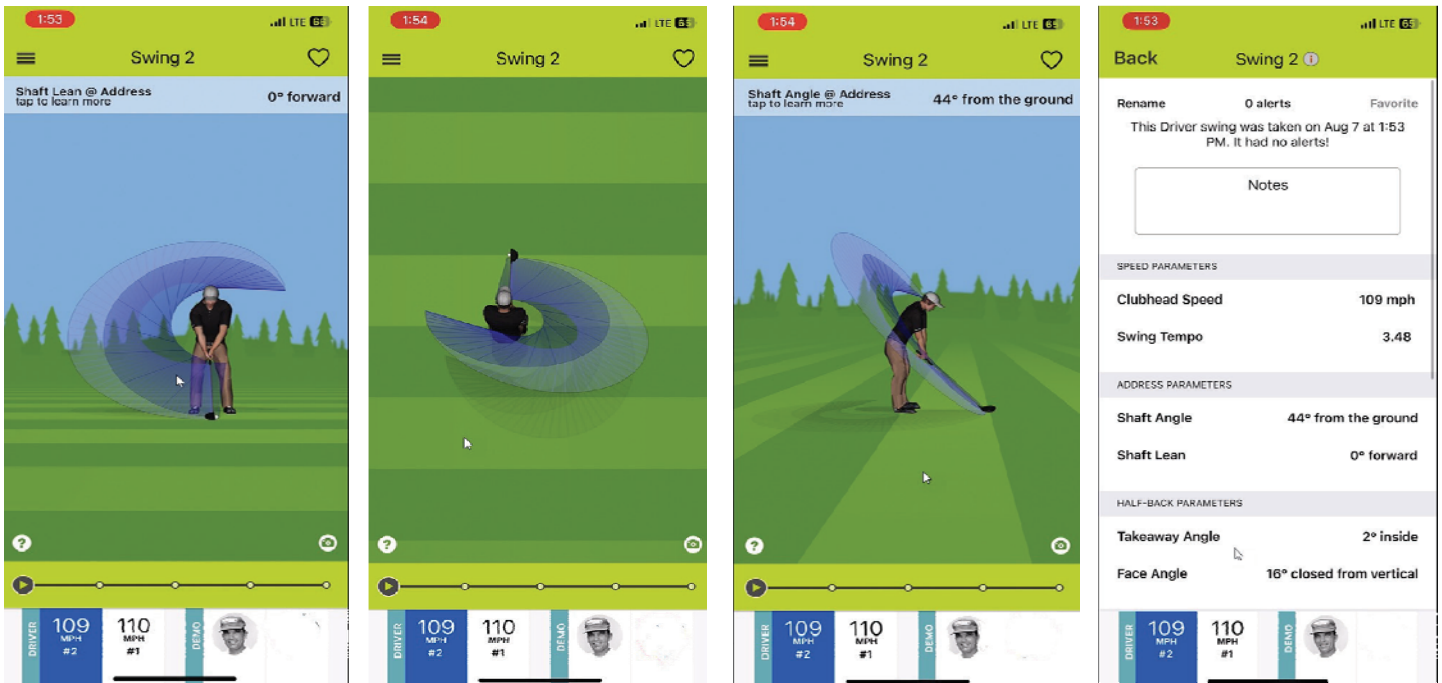 1:53
LTE
Swing 2
Shaft Lean @ Address
tap to learn more
0° forward
?
DRIVER
109
MPH
#2
110
MPH
#1
DEMO
1:54
LTE
Swing 2
?
DRIVER
109
MPH
#2
110
MPH
#1
DEMO
1:54
LTE
Swing 2
Shaft Angle @ Address
tap to learn more
44° from the ground
?
DRIVER
109
MPH
#2
110
MPH
#1
DEMO
1:53
LTE
Back
Swing 2
Rename 0 alerts Favorite
This Driver swing was taken on Aug 7 at 1:53
PM. It had no alerts!
Notes
SPEED PARAMETERS
Clubhead Speed 109 mph
Swing Tempo 3.48
ADDRESS PARAMETERS
Shaft Angle 44° from the ground
Shaft Lean 0° forward
HALF-BACK PARAMETERS
Takeaway Angle 2° inside
Face Angle 16° closed from vertical
DRIVER
109
MPH
#2
110
MPH
#1
DEMO